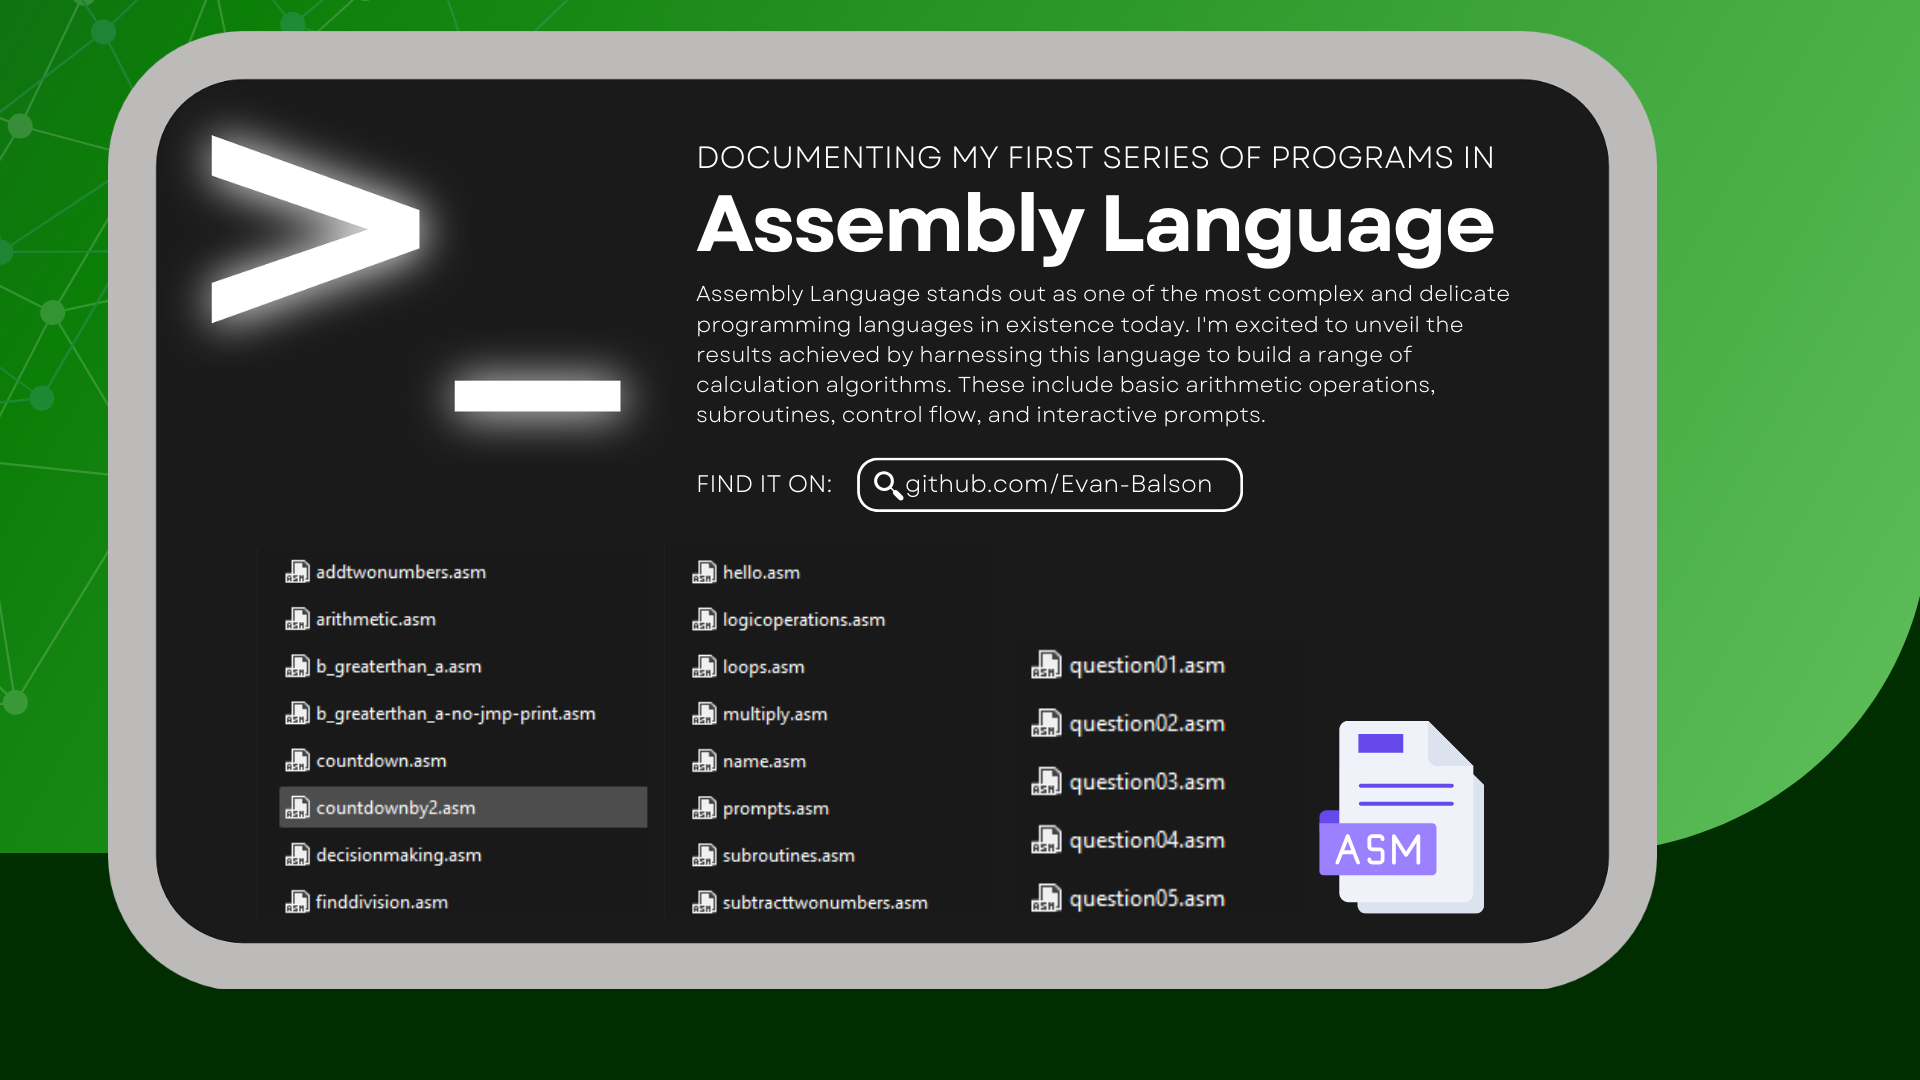 >_
DOCUMENTING MY FIRST SERIES OF PROGRAMS IN
Assembly Language
Assembly Language stands out as one of the most complex and delicate
programming languages in existence today. I'm excited to unveil the
results achieved by harnessing this language to build a range of
calculation algorithms. These include basic arithmetic operations,
subroutines, control flow, and interactive prompts.
FIND IT ON: github.com/Evan-Balson
addtwonumbers.asm
arithmetic.asm
b_greaterthan_a.asm
b_greaterthan_a-no-jmp-print.asm
countdown.asm
countdownby2.asm
decisionmaking.asm
finddivision.asm
hello.asm
logicoperations.asm
loops.asm
multiply.asm
name.asm
prompts.asm
subroutines.asm
subtracttwonumbers.asm
question01.asm
question02.asm
question03.asm
question04.asm
question05.asm
ASM